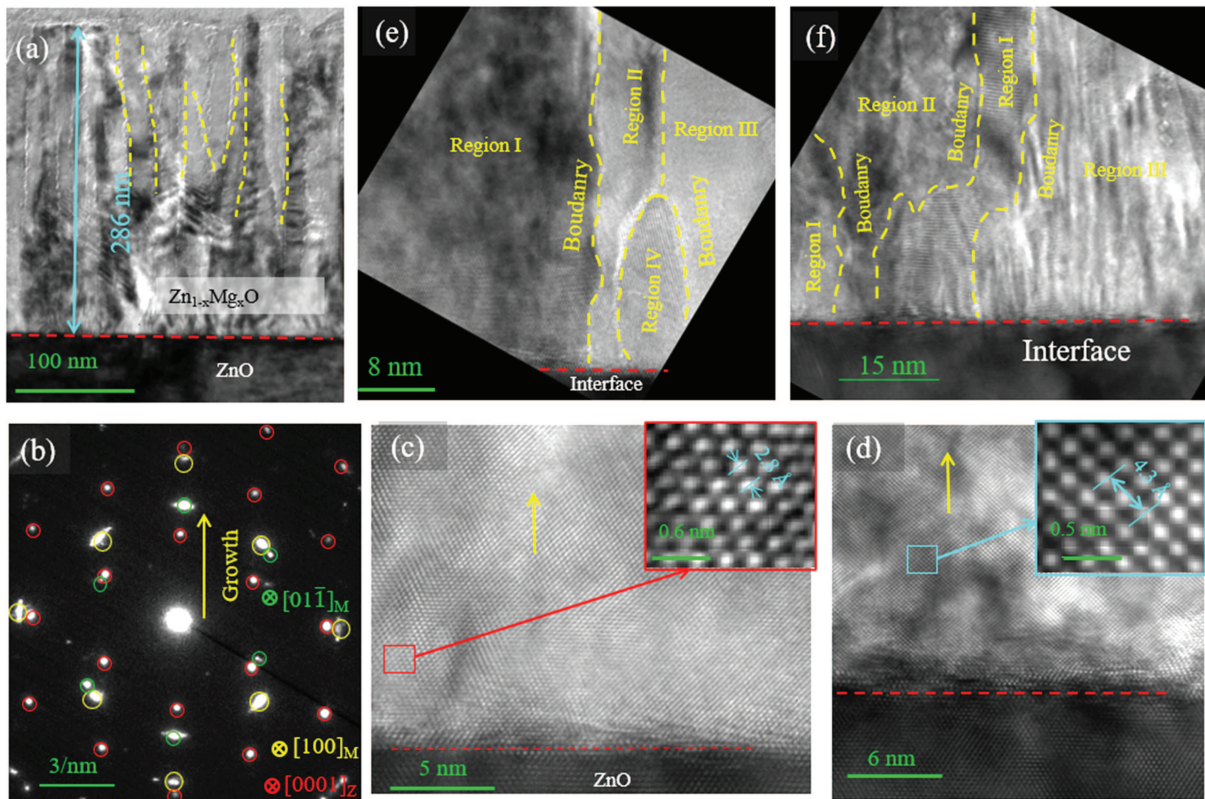 (a)
286 nm
Zn₁₋ₓMgₓO
100 nm
ZnO
(e)
Region I
Boudanry
Region II
Region III
Boudanry
Region IV
8 nm
Interface
(f)
Region II
Boudanry
Region I
Boudanry
Boudanry
Region I
Region III
Interface
15 nm
(b)
Growth
⊗ [01̄1̄]M
⊗ [100]M
⊗ [0001]Z
3/nm
(c)
2.8 Å
0.6 nm
5 nm
ZnO
(d)
4.3 Å
0.5 nm
6 nm